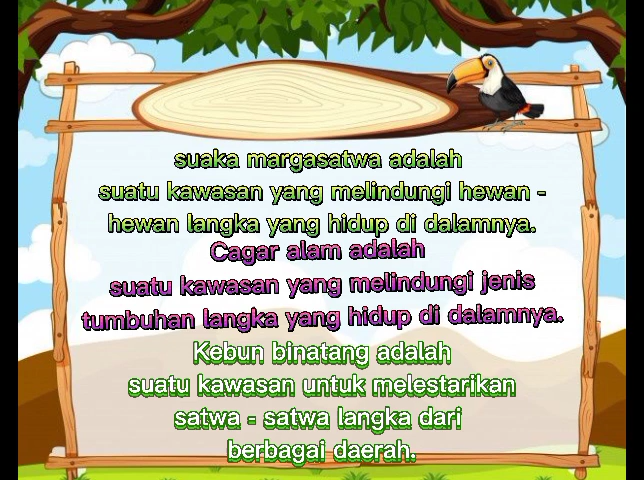 suaka margasatwa adalah
suatu kawasan yang melindungi hewan -
hewan langka yang hidup di dalamnya.
Cagar alam adalah
suatu kawasan yang melindungi jenis
tumbuhan langka yang hidup di dalamnya.
Kebun binatang adalah
suatu kawasan untuk melestarikan
satwa - satwa langka dari
berbagai daerah.